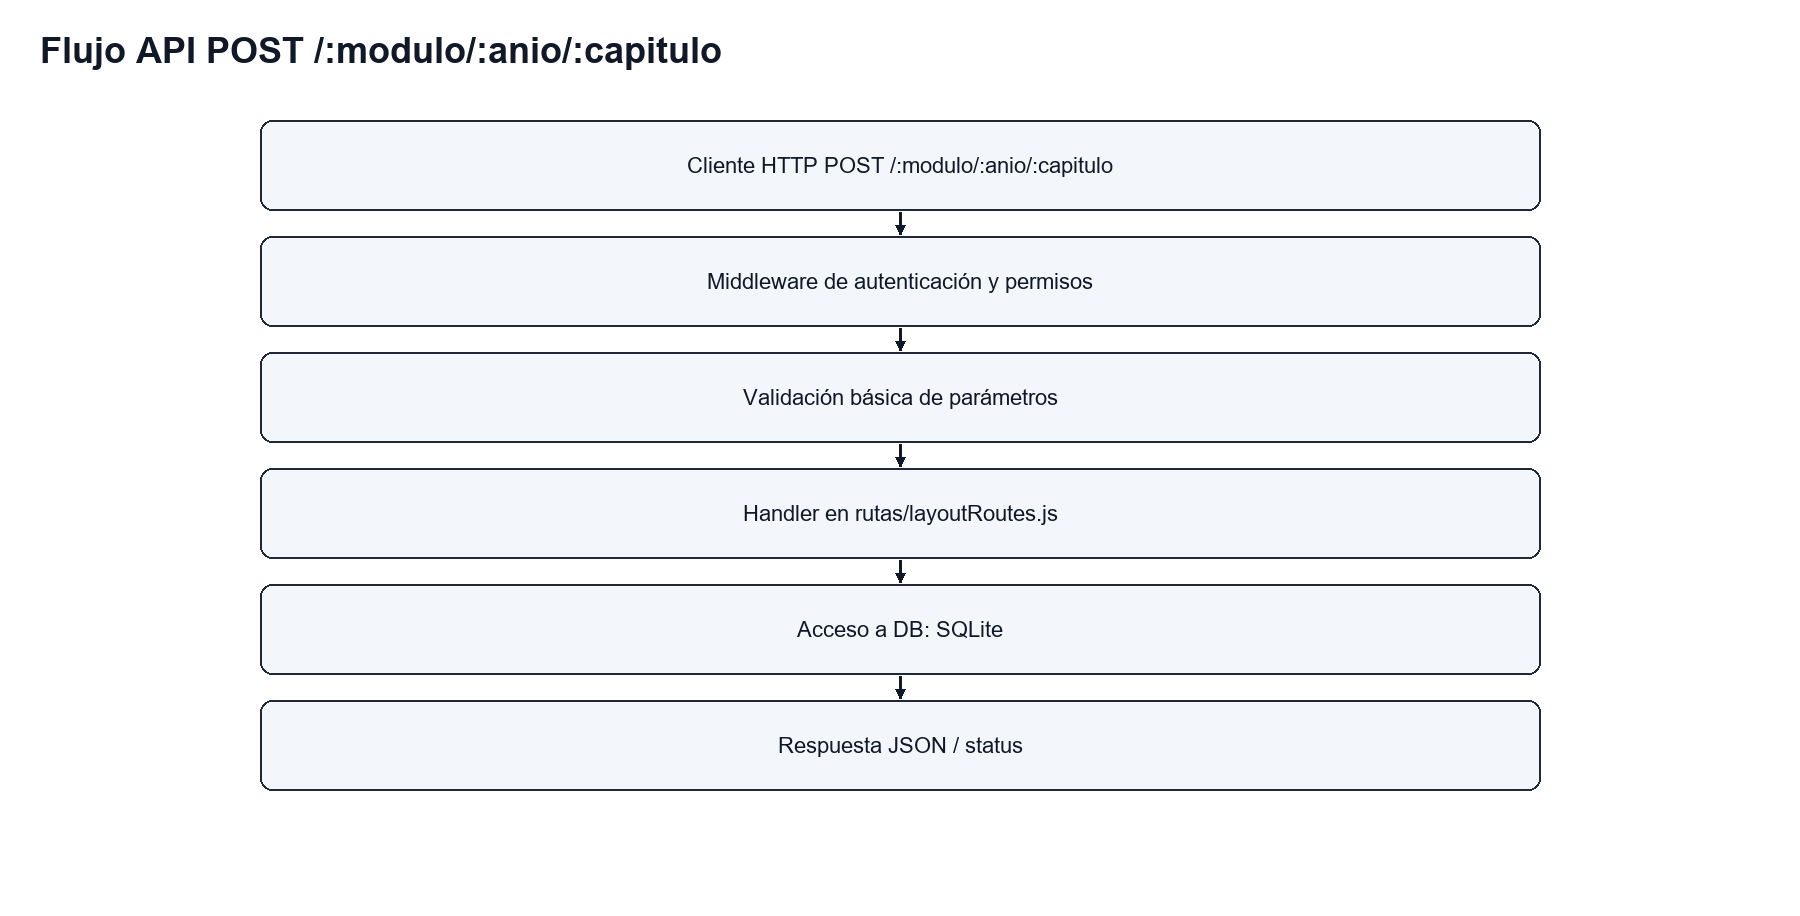 Flujo API POST /:modulo/:anio/:capitulo
Cliente HTTP POST /:modulo/:anio/:capitulo
Middleware de autenticación y permisos
Validación básica de parámetros
Handler en rutas/layoutRoutes.js
Acceso a DB: SQLite
Respuesta JSON / status